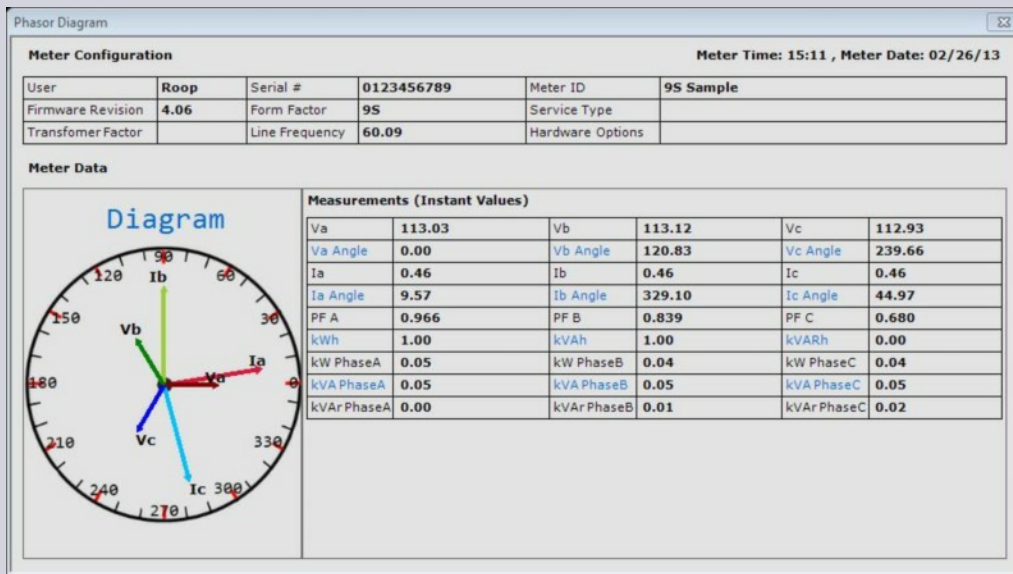 Phasor Diagram
Meter Configuration
Meter Time: 15:11 , Meter Date: 02/26/13
User Roop Serial # 0123456789 Meter ID 9S Sample
Firmware Revision 4.06 Form Factor 9S Service Type
Transfomer Factor Line Frequency 60.09 Hardware Options
Meter Data
Diagram
90
120 Ib 60
150 30
Vb
Ia
Va
180 0
Vc
210 330
Ic
240 300
270
Measurements (Instant Values)
Va 113.03 Vb 113.12 Vc 112.93
Va Angle 0.00 Vb Angle 120.83 Vc Angle 239.66
Ia 0.46 Ib 0.46 Ic 0.46
Ia Angle 9.57 Ib Angle 329.10 Ic Angle 44.97
PF A 0.966 PF B 0.839 PF C 0.680
kWh 1.00 kVAh 1.00 kVARh 0.00
kW PhaseA 0.05 kW PhaseB 0.04 kW PhaseC 0.04
kVA PhaseA 0.05 kVA PhaseB 0.05 kVA PhaseC 0.05
kVAr PhaseA 0.00 kVAr PhaseB 0.01 kVAr PhaseC 0.02